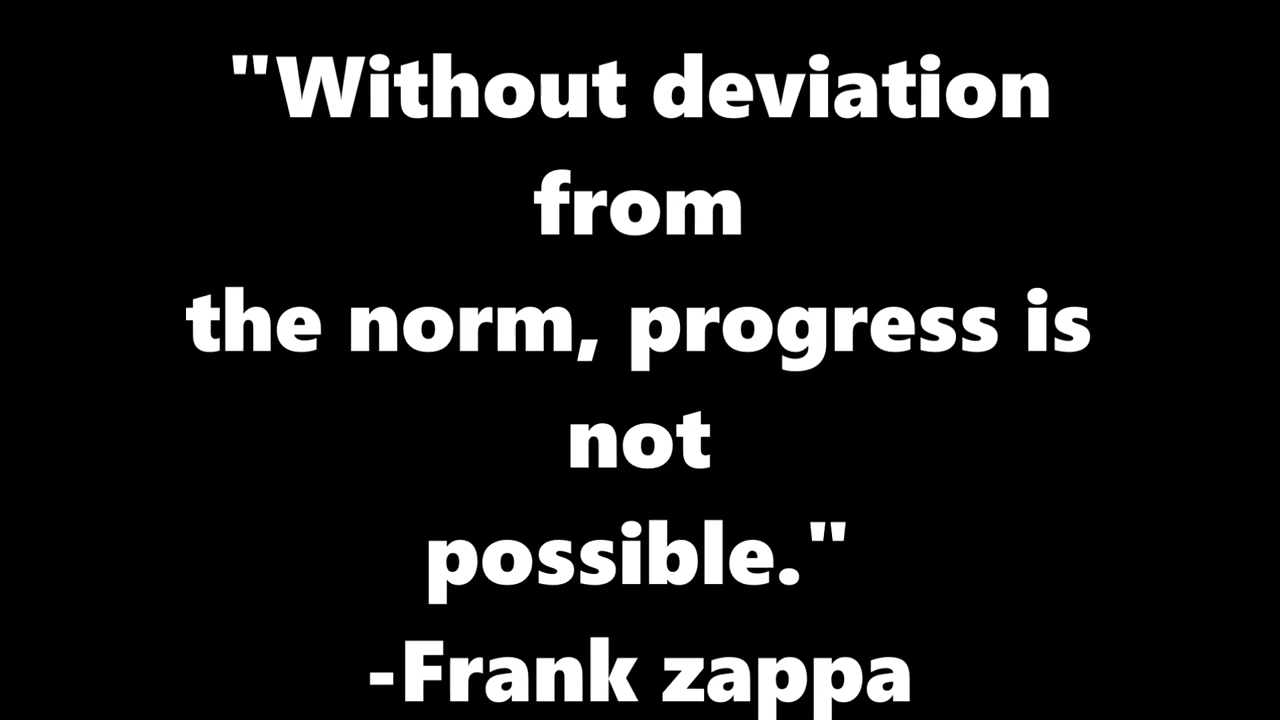 "Without deviation
from
the norm, progress is
not
possible."
-Frank zappa